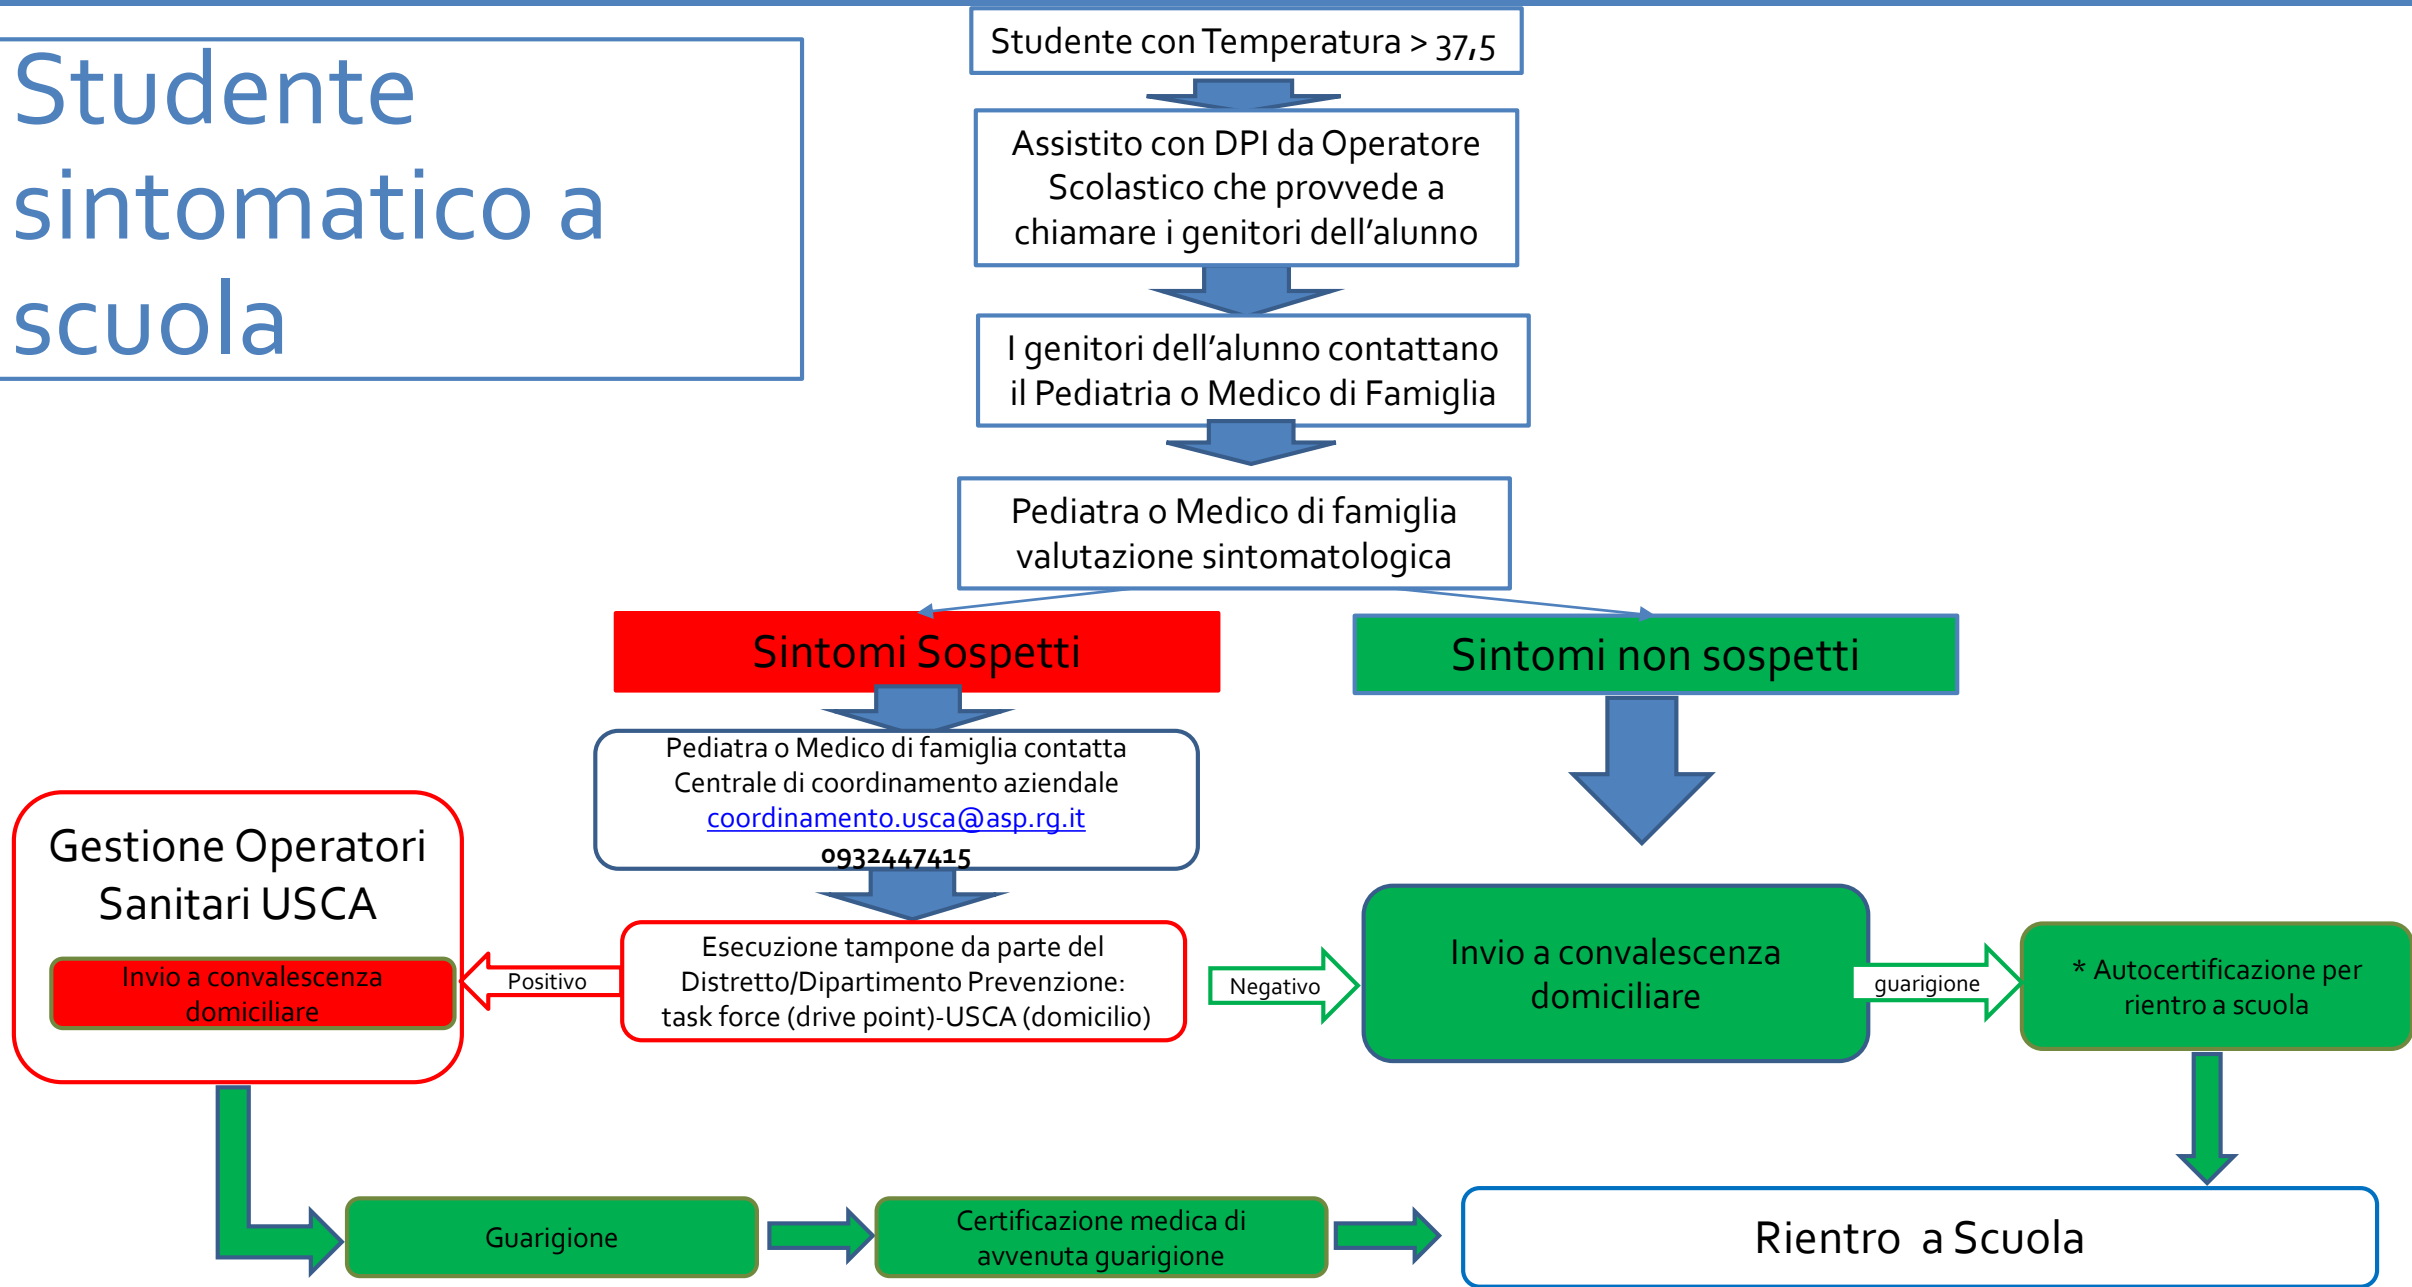 Studente
sintomatico a
scuola
Studente con Temperatura > 37,5
Assistito con DPI da Operatore
Scolastico che provvede a
chiamare i genitori dell’alunno
I genitori dell’alunno contattano
il Pediatria o Medico di Famiglia
Pediatra o Medico di famiglia
valutazione sintomatologica
Sintomi Sospetti
Sintomi non sospetti
Pediatra o Medico di famiglia contatta
Centrale di coordinamento aziendale
coordinamento.usca@asp.rg.it
0932447415
Gestione Operatori
Sanitari USCA
Invio a convalescenza
domiciliare
Positivo
Esecuzione tampone da parte del
Distretto/Dipartimento Prevenzione:
task force (drive point)-USCA (domicilio)
Negativo
Invio a convalescenza
domiciliare
guarigione
* Autocertificazione per
rientro a scuola
Guarigione
Certificazione medica di
avvenuta guarigione
Rientro a Scuola